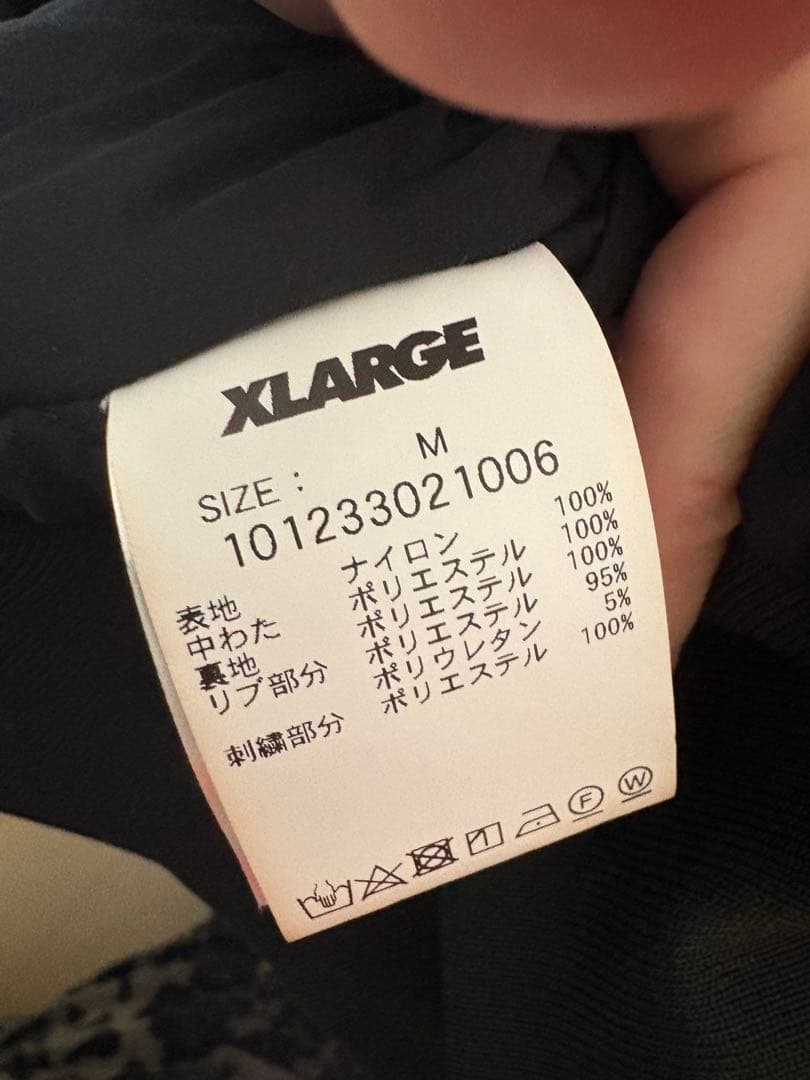 XLARGE
SIZE： M
101233021006
表地 ナイロン 100%
中わた ポリエステル 100%
裏地 ポリエステル 100%
リブ部分 ポリエステル 95%
ポリウレタン 5%
刺繍部分 ポリエステル 100%
F W